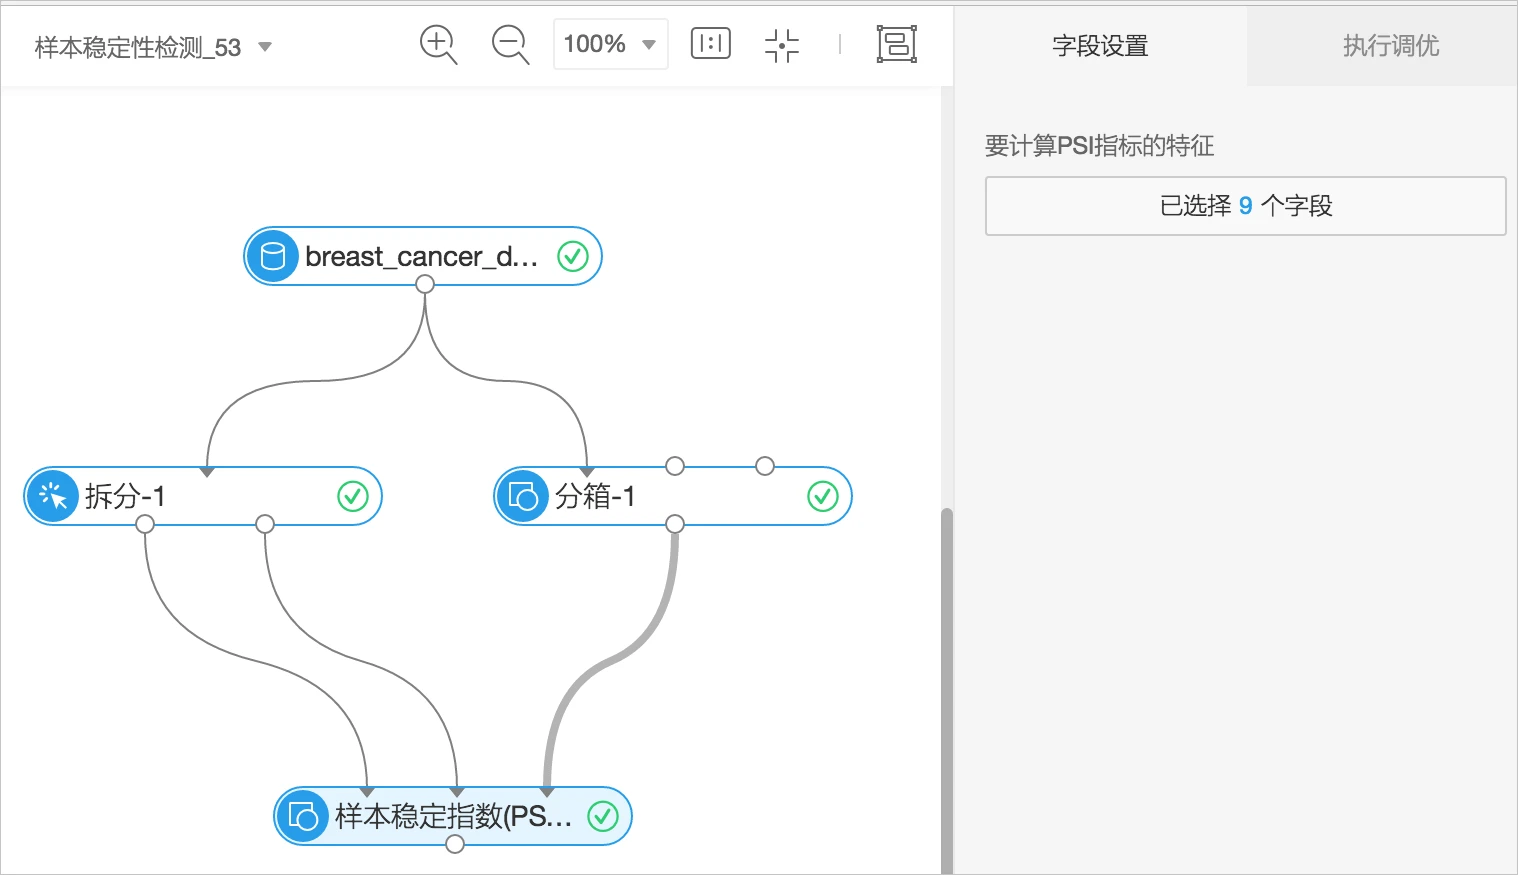 样本稳定性检测_53
100%
字段设置
执行调优
要计算PSI指标的特征
已选择 9 个字段
breast_cancer_d...
拆分-1
分箱-1
样本稳定指数(PS...